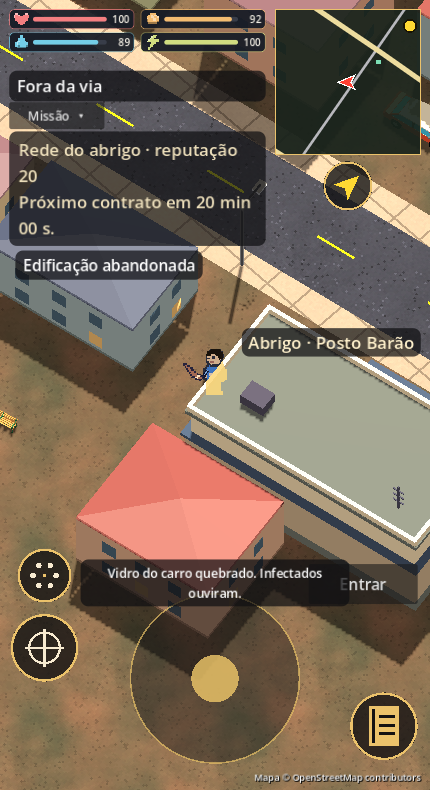 100
92
89
100
Fora da via
Missão
Rede do abrigo · reputação
20
Próximo contrato em 20 min
00 s.
Edificação abandonada
Abrigo · Posto Barão
Vidro do carro quebrado. Infectados
ouviram.
Entrar
Mapa © OpenStreetMap contributors